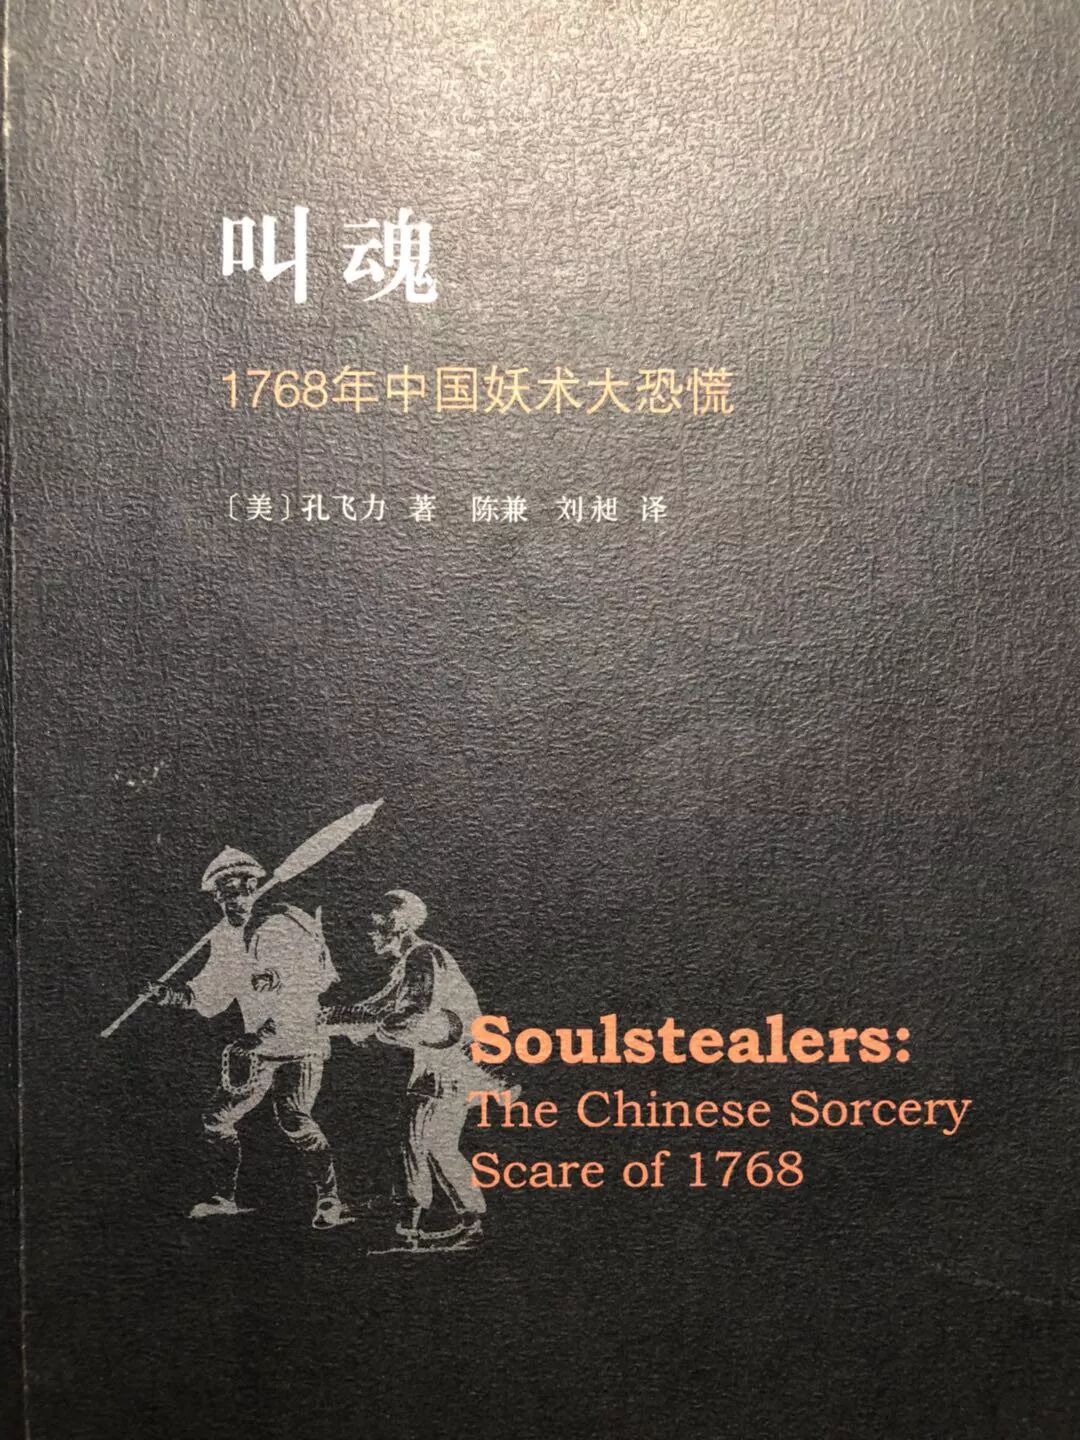 叫魂
1768年中国妖术大恐慌
〔美〕孔飞力 著 陈兼 刘昶 译
Soulstealers:
The Chinese Sorcery
Scare of 1768